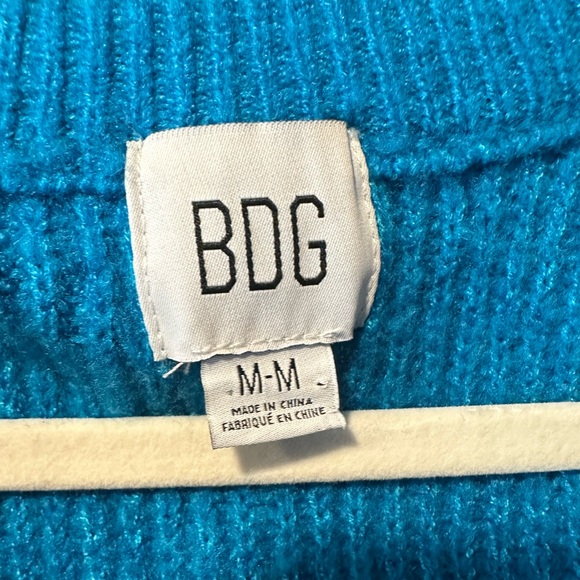 BDG
M-M
MADE IN CHINA
FABRIQUÉ EN CHINE